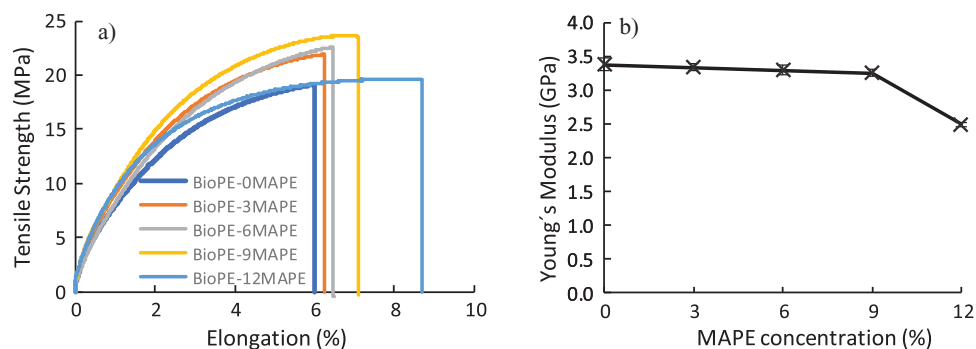 a)
Tensile Strength (MPa)
25
20
15
10
5
0
BioPE-0MAPE
BioPE-3MAPE
BioPE-6MAPE
BioPE-9MAPE
BioPE-12MAPE
0 2 4 6 8 10
Elongation (%)
b)
Young´s Modulus (GPa)
4.0
3.5
3.0
2.5
2.0
1.5
1.0
0.5
0.0
0 3 6 9 12
MAPE concentration (%)